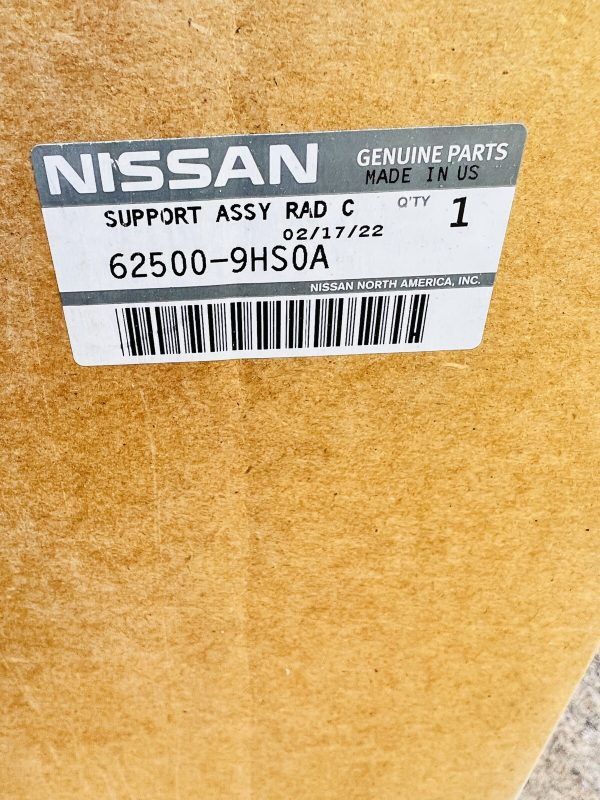 NISSAN GENUINE PARTS
MADE IN US
SUPPORT ASSY RAD C Q'TY 1
02/17/22
62500-9HS0A
NISSAN NORTH AMERICA, INC.